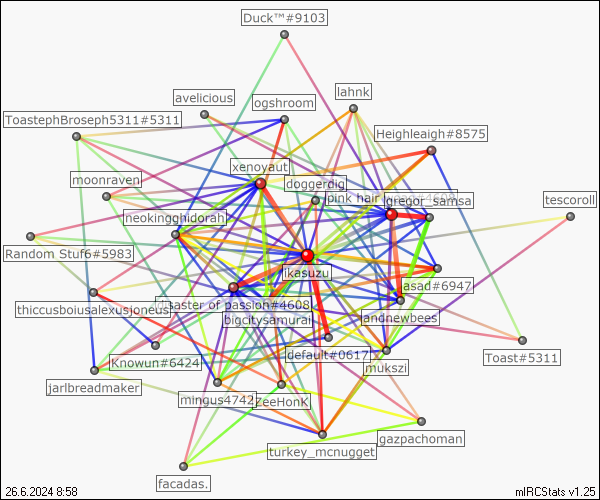 Duck™#9103
avelicious
lahnk
ogshroom
ToastephBroseph5311#5311
Heighleaigh#8575
xenoyaut
moonraven
doggerdig
pink hair
gregor_samsa
tescoroll
neokingghidorah
Random Stuf6#5983
ikasuzu
asad#6947
disaster of passion#4608
thiccusboiusalexusjoneus
bigcitysamurai
landnewbees
default#0617
Toast#5311
Knowun#6424
mukszi
jarlbreadmaker
mingus4742
ZeeHonk
gazpachoman
turkey_mcnugget
facadas.
26.6.2024 8:58
mIRCStats v1.25